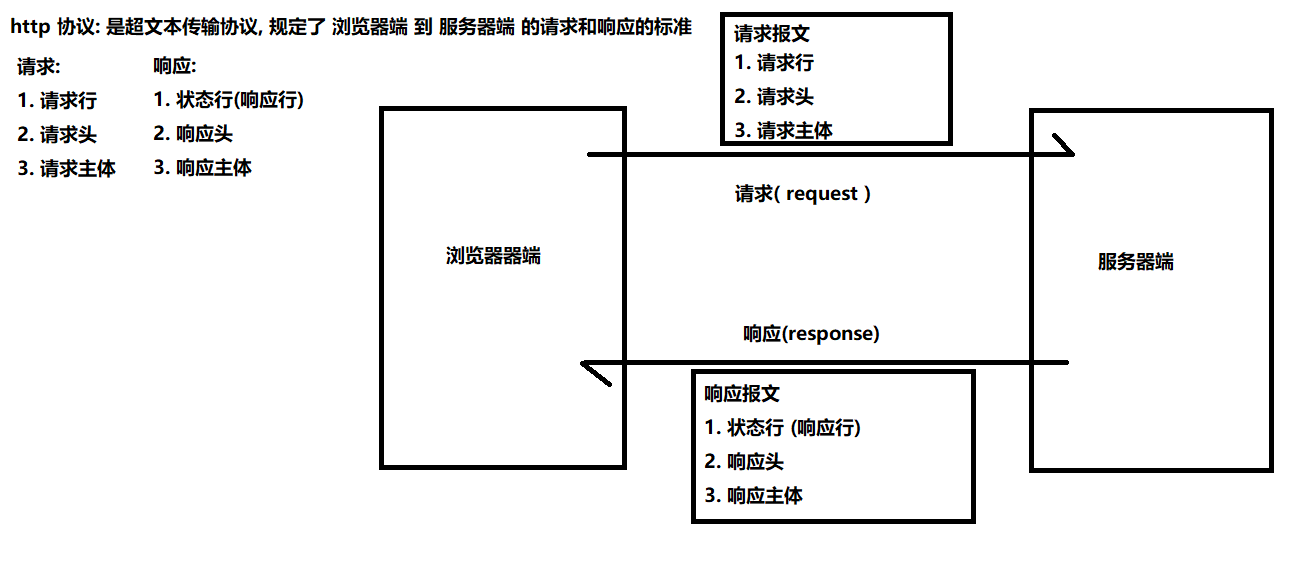 http 协议: 是超文本传输协议, 规定了 浏览器端 到 服务器端 的请求和响应的标准
请求:
1. 请求行
2. 请求头
3. 请求主体
响应:
1. 状态行(响应行)
2. 响应头
3. 响应主体
请求报文
1. 请求行
2. 请求头
3. 请求主体
请求( request )
浏览器器端
服务器端
响应(response)
响应报文
1. 状态行 (响应行)
2. 响应头
3. 响应主体